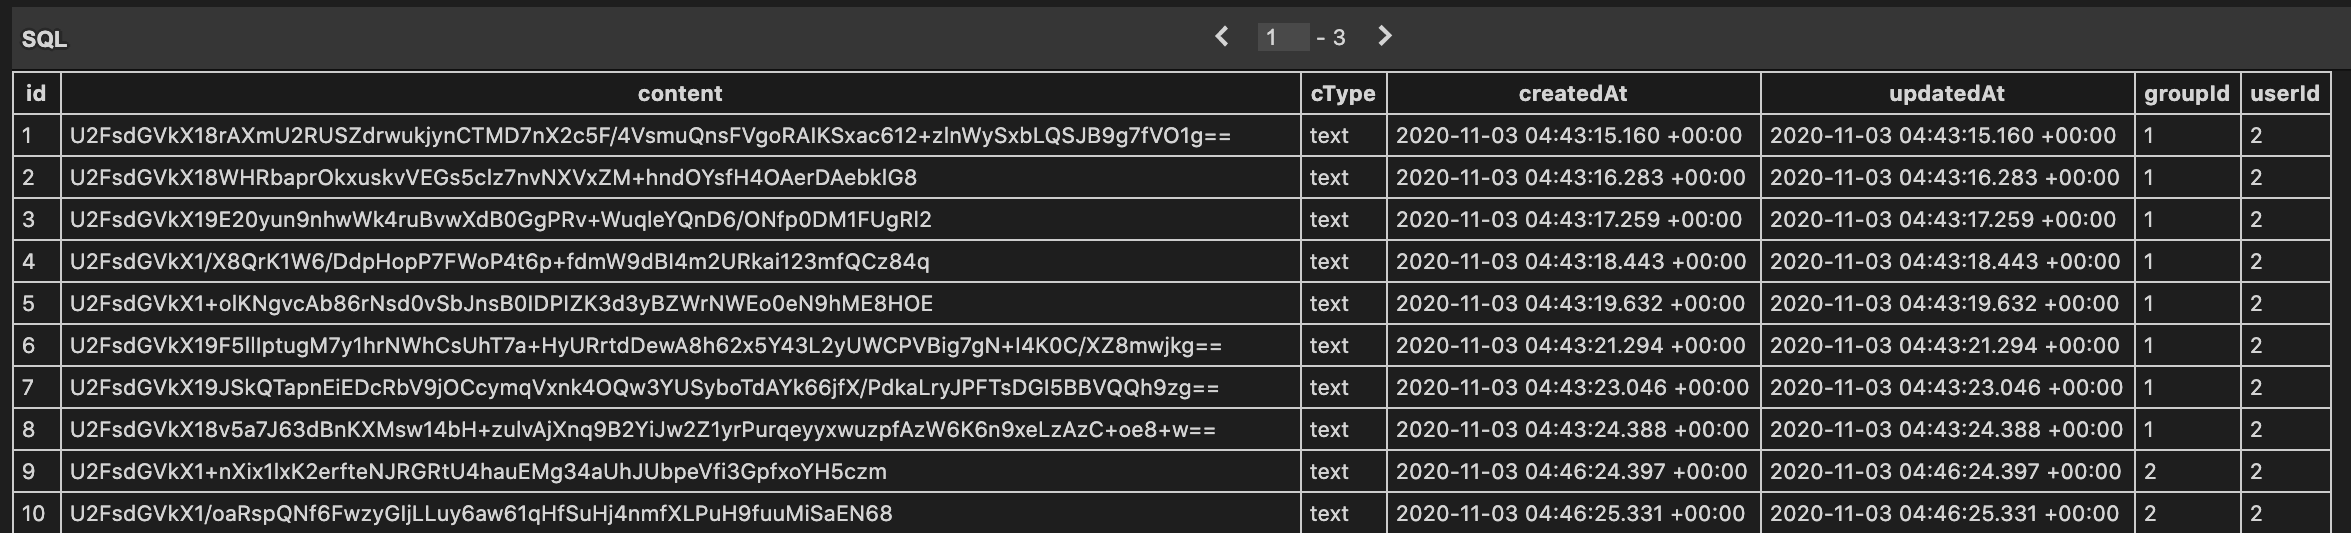 SQL
1 - 3
id content cType createdAt updatedAt groupId userId
1 U2FsdGVkX18rAXmU2RUSZdrwukjynCTMD7nX2c5F/4VsmuQnsFVgoRAIKSxac612+zlnWySxbLQSJB9g7fVO1g== text 2020-11-03 04:43:15.160 +00:00 2020-11-03 04:43:15.160 +00:00 1 2
2 U2FsdGVkX18WHRbaprOkxuskvVEGs5clz7nvNXVxZM+hndOYsfH4OAerDAebklG8 text 2020-11-03 04:43:16.283 +00:00 2020-11-03 04:43:16.283 +00:00 1 2
3 U2FsdGVkX19E20yun9nhwWk4ruBvwXdB0GgPRv+WuqleYQnD6/ONfp0DM1FUgRl2 text 2020-11-03 04:43:17.259 +00:00 2020-11-03 04:43:17.259 +00:00 1 2
4 U2FsdGVkX1/X8QrK1W6/DdpHopP7FWoP4t6p+fdmW9dBl4m2URkai123mfQCz84q text 2020-11-03 04:43:18.443 +00:00 2020-11-03 04:43:18.443 +00:00 1 2
5 U2FsdGVkX1+olKNgvcAb86rNsd0vSbJnsB0IDPIZK3d3yBZWrNWEo0eN9hME8HOE text 2020-11-03 04:43:19.632 +00:00 2020-11-03 04:43:19.632 +00:00 1 2
6 U2FsdGVkX19F5IlIptugM7y1hrNWhCsUhT7a+HyURrtdDewA8h62x5Y43L2yUWCPVBig7gN+I4K0C/XZ8mwjkg== text 2020-11-03 04:43:21.294 +00:00 2020-11-03 04:43:21.294 +00:00 1 2
7 U2FsdGVkX19JSkQTapnEiEDcRbV9jOCcymqVxnk4OQw3YUSyboTdAYk66jfX/PdkaLryJPFTsDGI5BBVQQh9zg== text 2020-11-03 04:43:23.046 +00:00 2020-11-03 04:43:23.046 +00:00 1 2
8 U2FsdGVkX18v5a7J63dBnKXMsw14bH+zulvAjXnq9B2YiJw2Z1yrPurqeyyxwuzpfAzW6K6n9xeLzAzC+oe8+w== text 2020-11-03 04:43:24.388 +00:00 2020-11-03 04:43:24.388 +00:00 1 2
9 U2FsdGVkX1+nXix1lxK2erfteNJRGRtU4hauEMg34aUhJUbpeVfi3GpfxoYH5czm text 2020-11-03 04:46:24.397 +00:00 2020-11-03 04:46:24.397 +00:00 2 2
10 U2FsdGVkX1/oaRspQNf6FwzyGljLLuy6aw61qHfSuHj4nmfXLPuH9fuuMiSaEN68 text 2020-11-03 04:46:25.331 +00:00 2020-11-03 04:46:25.331 +00:00 2 2